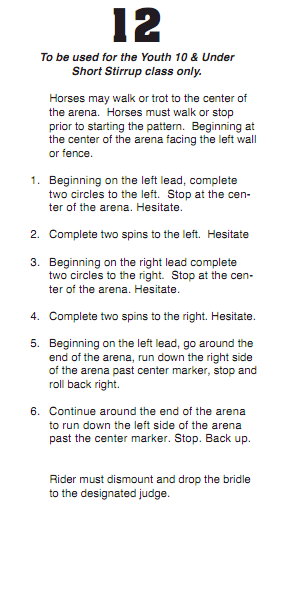 12
To be used for the Youth 10 & Under
Short Stirrup class only.
Horses may walk or trot to the center of
the arena.  Horses must walk or stop
prior to starting the pattern.  Beginning at
the center of the arena facing the left wall
or fence.
1. Beginning on the left lead, complete
two circles to the left.  Stop at the cen-
ter of the arena. Hesitate.
2. Complete two spins to the left.  Hesitate
3. Beginning on the right lead complete
two circles to the right.  Stop at the cen-
ter of the arena. Hesitate.
4. Complete two spins to the right. Hesitate.
5. Beginning on the left lead, go around the
end of the arena, run down the right side
of the arena past center marker, stop and
roll back right.
6. Continue around the end of the arena
to run down the left side of the arena
past the center marker. Stop. Back up.
Rider must dismount and drop the bridle
to the designated judge.